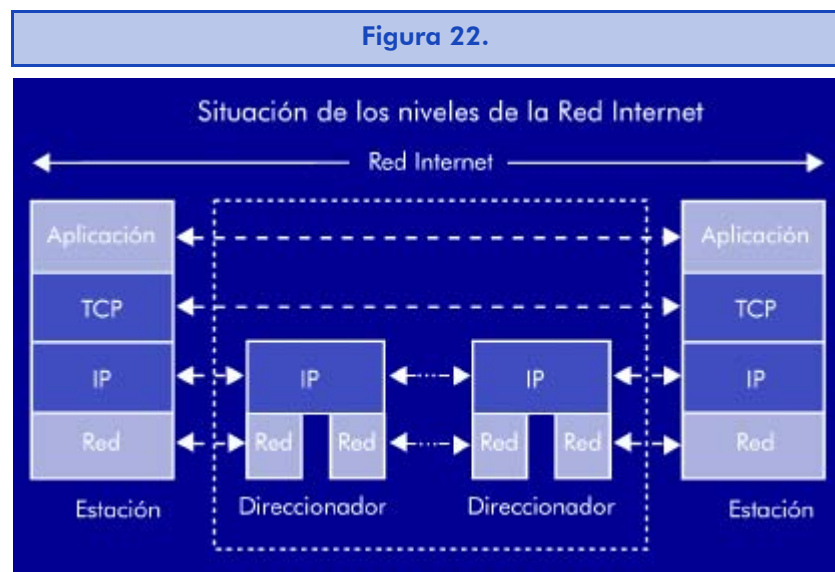 Figura 22.
Situación de los niveles de la Red Internet
Red Internet
Aplicación Aplicación
TCP TCP
IP IP IP IP
Red Red Red Red Red Red
Estación Direccionador Direccionador Estación